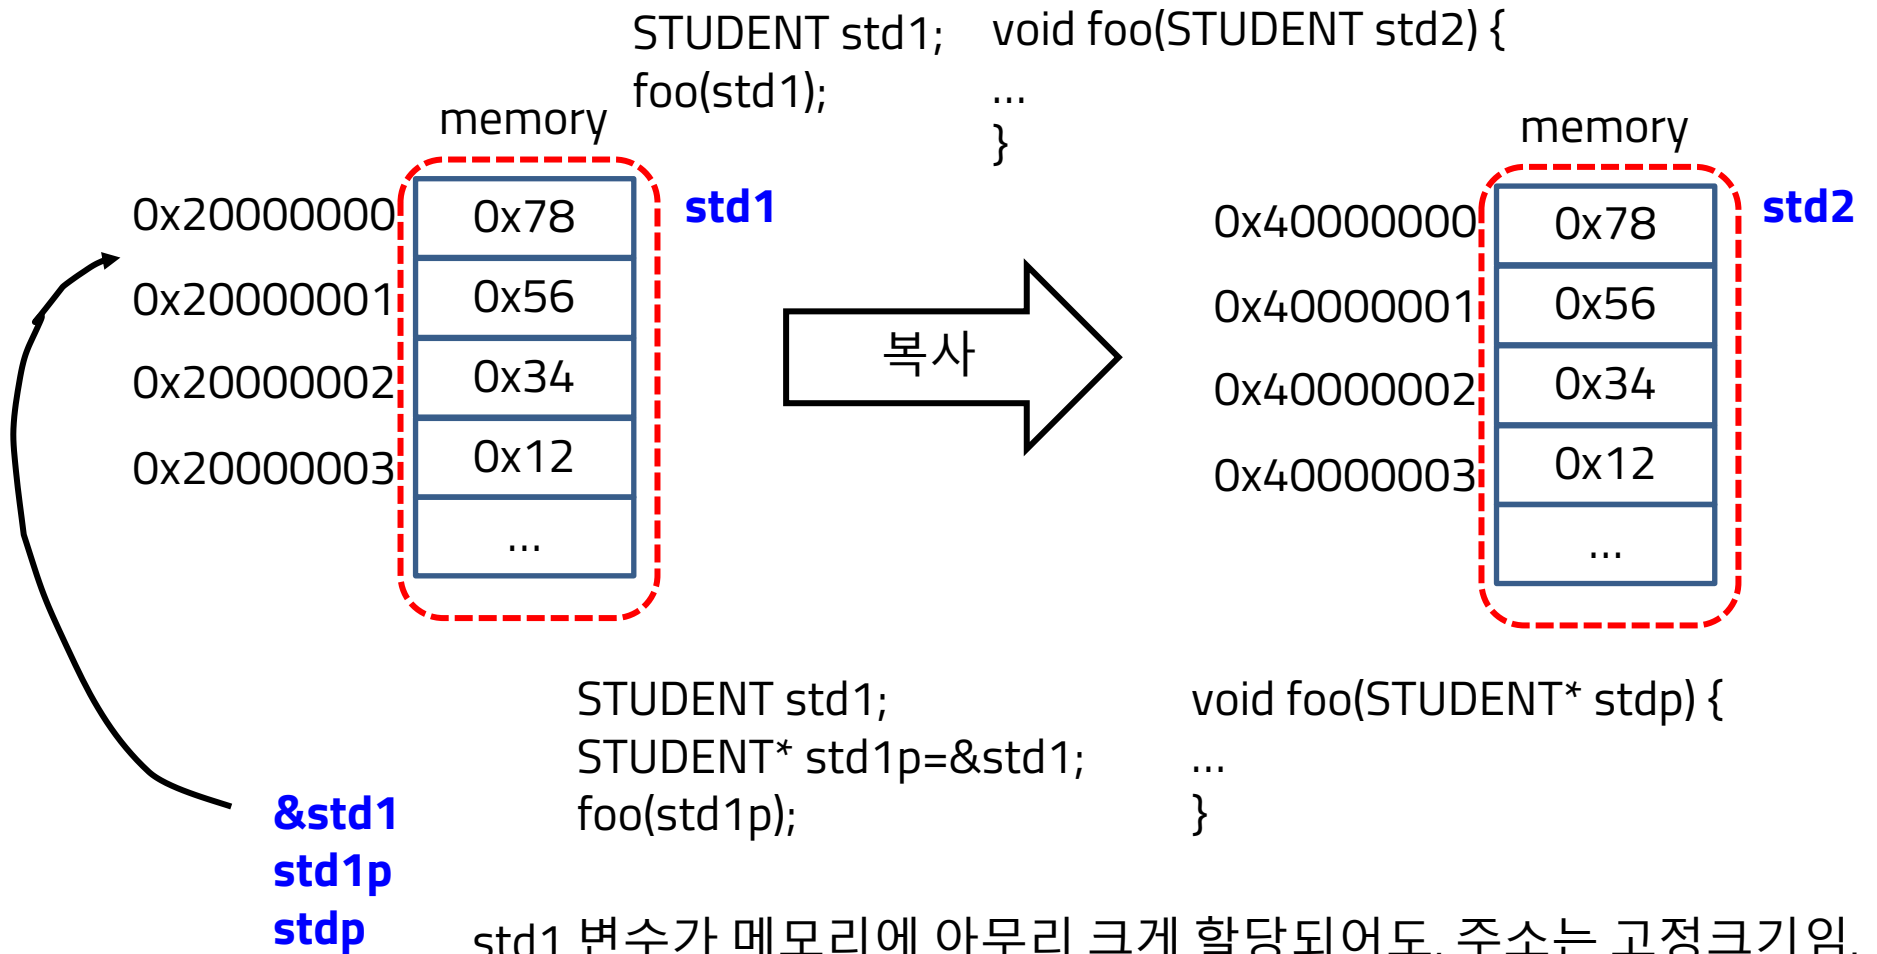 STUDENT std1;
foo(std1);
void foo(STUDENT std2) {
...
}
memory
0x20000000
0x78
std1
0x20000001
0x56
0x20000002
0x34
0x20000003
0x12
...
복사
memory
0x40000000
0x78
std2
0x40000001
0x56
0x40000002
0x34
0x40000003
0x12
...
STUDENT std1;
STUDENT* std1p=&std1;
foo(std1p);
void foo(STUDENT* stdp) {
...
}
&std1
std1p
stdp
std1 변수가 메모리에 아무리 크게 할당되어도, 주소는 고정크기임.